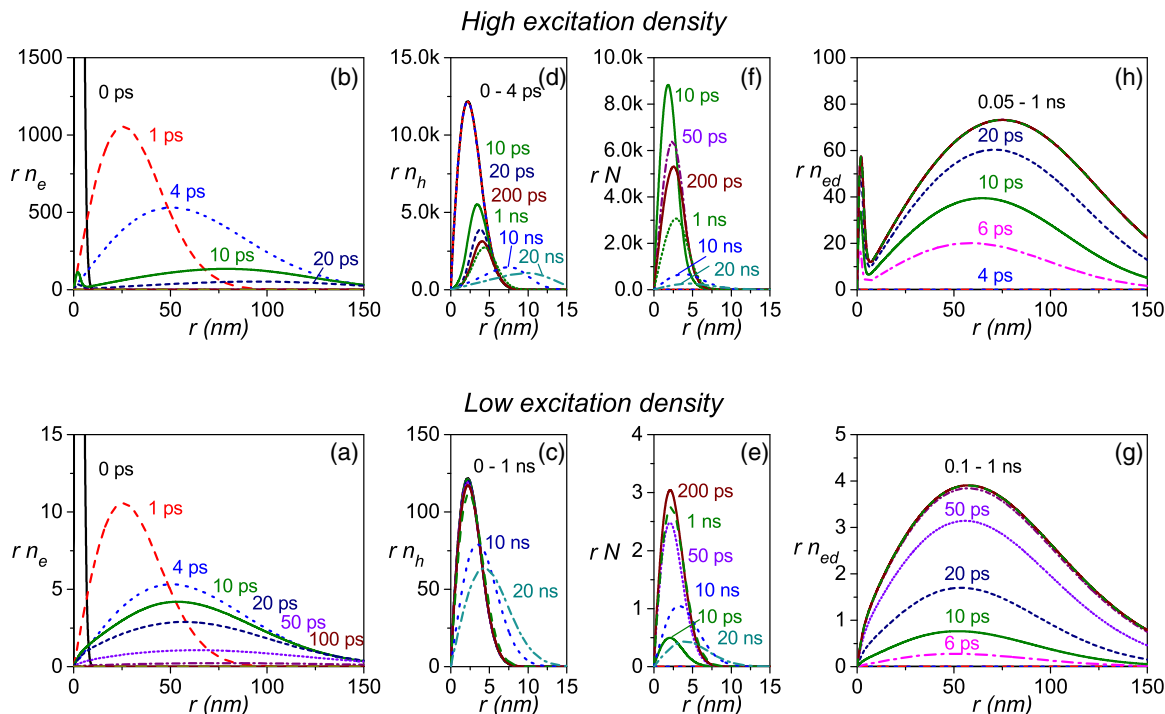 High excitation density
(b)
1500
1000
500
0
r n_e
0 ps
1 ps
4 ps
10 ps
20 ps
0 50 100 150
r (nm)
(d)
15.0k
10.0k
5.0k
0.0
r n_h
0 - 4 ps
10 ps
20 ps
200 ps
1 ns
10 ns
20ns
0 5 10 15
r (nm)
(f)
10.0k
8.0k
6.0k
4.0k
2.0k
0.0
r N
10 ps
50 ps
200 ps
1 ns
10 ns
20 ns
0 5 10 15
r (nm)
(h)
100
80
60
40
20
0
r n_ed
0.05 - 1 ns
20 ps
10 ps
6 ps
4 ps
0 50 100 150
r (nm)
Low excitation density
(a)
15
10
5
0
r n_e
0 ps
1 ps
4 ps
10 ps
20 ps
50 ps
100 ps
0 50 100 150
r (nm)
(c)
150
100
50
0
r n_h
0 - 1 ns
10 ns
20 ns
0 5 10 15
r (nm)
(e)
4
3
2
1
0
r N
200 ps
1 ns
50 ps
10 ns
10 ps
20 ns
0 5 10 15
r (nm)
(g)
5
4
3
2
1
0
r n_ed
0.1 - 1 ns
50 ps
20 ps
10 ps
6 ps
0 50 100 150
r (nm)